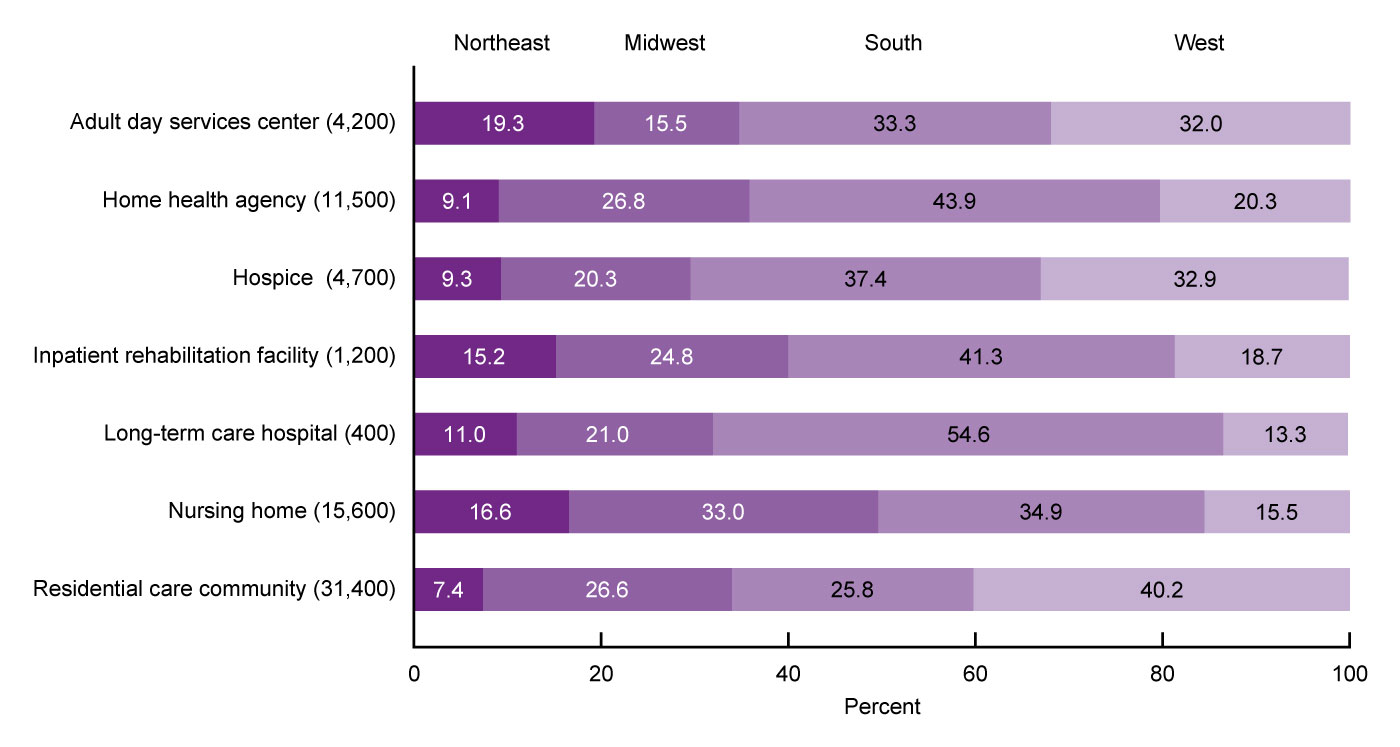 Northeast Midwest South West
Adult day services center (4,200) 19.3 15.5 33.3 32.0
Home health agency (11,500) 9.1 26.8 43.9 20.3
Hospice (4,700) 9.3 20.3 37.4 32.9
Inpatient rehabilitation facility (1,200) 15.2 24.8 41.3 18.7
Long-term care hospital (400) 11.0 21.0 54.6 13.3
Nursing home (15,600) 16.6 33.0 34.9 15.5
Residential care community (31,400) 7.4 26.6 25.8 40.2
0 20 40 60 80 100
Percent